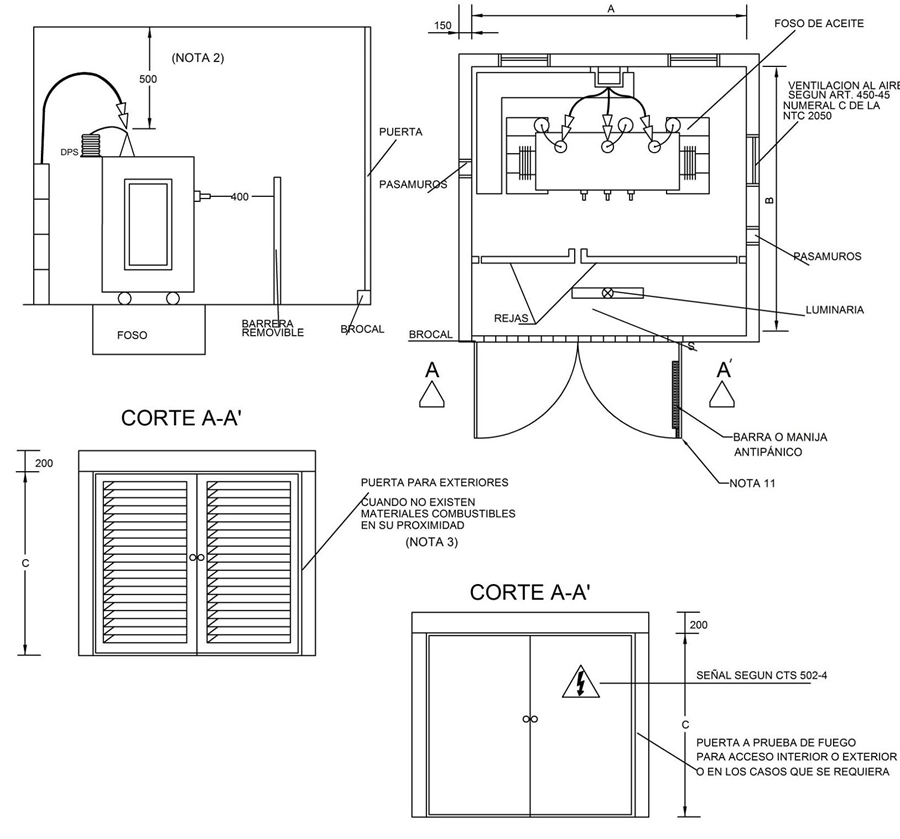 A
150
FOSO DE ACEITE
(NOTA 2)
500
VENTILACION AL AIRE
SEGUN ART. 450-45
NUMERAL C DE LA
NTC 2050
PUERTA
DPS
PASAMUROS
400
B
PASAMUROS
REJAS
LUMINARIA
FOSO
BARRERA
REMOVIBLE
BROCAL
BROCAL
S.
A
A'
CORTE A-A'
BARRA O MANIJA
ANTIPÁNICO
NOTA 11
200
PUERTA PARA EXTERIORES
CUANDO NO EXISTEN
MATERIALES COMBUSTIBLES
EN SU PROXIMIDAD
(NOTA 3)
C
CORTE A-A'
200
SEÑAL SEGUN CTS 502-4
C
PUERTA A PRUEBA DE FUEGO
PARA ACCESO INTERIOR O EXTERIOR
O EN LOS CASOS QUE SE REQUIERA